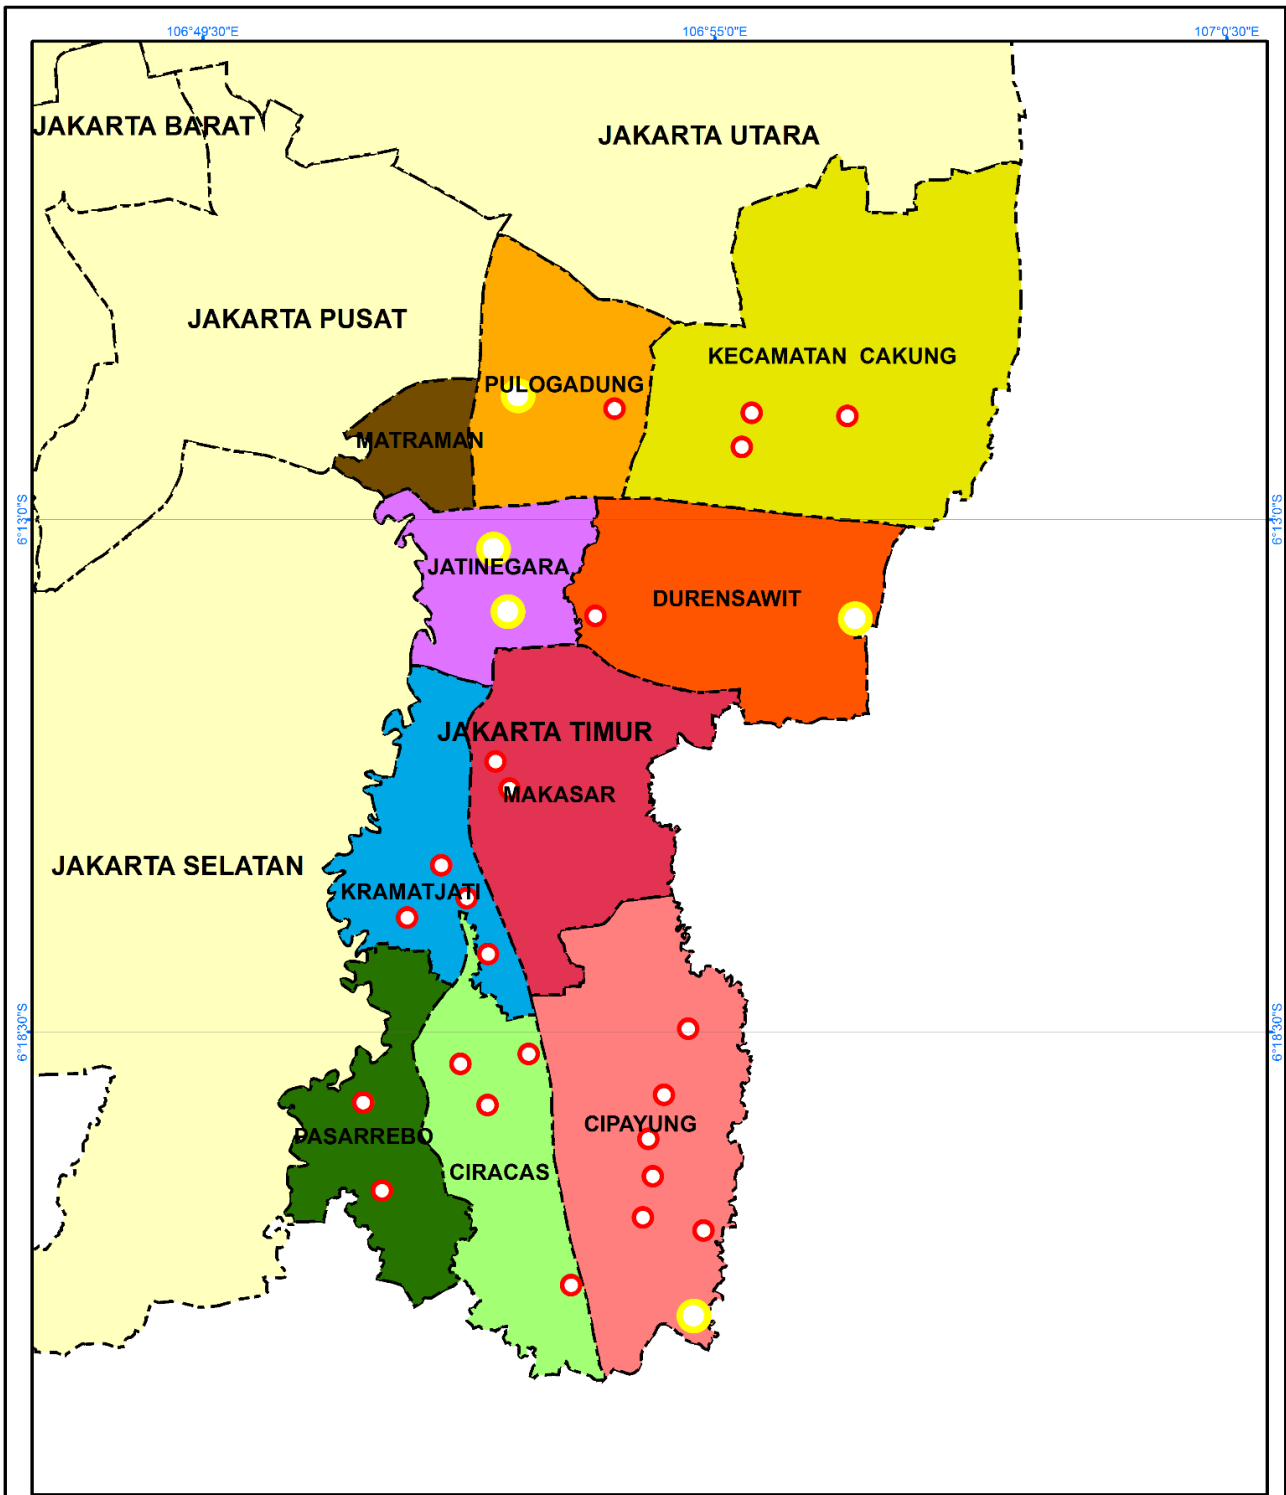 106°49'30"E
106°55'0"E
107°0'30"E
JAKARTA BARAT
JAKARTA UTARA
JAKARTA PUSAT
KECAMATAN CAKUNG
PULOGADUNG
MATRAMAN
6°13'0"S
6°13'0"S
JATINEGARA
DURENSAWIT
JAKARTA TIMUR
MAKASAR
JAKARTA SELATAN
KRAMATJATI
6°18'30"S
6°18'30"S
CIPAYUNG
PASARREBO
CIRACAS